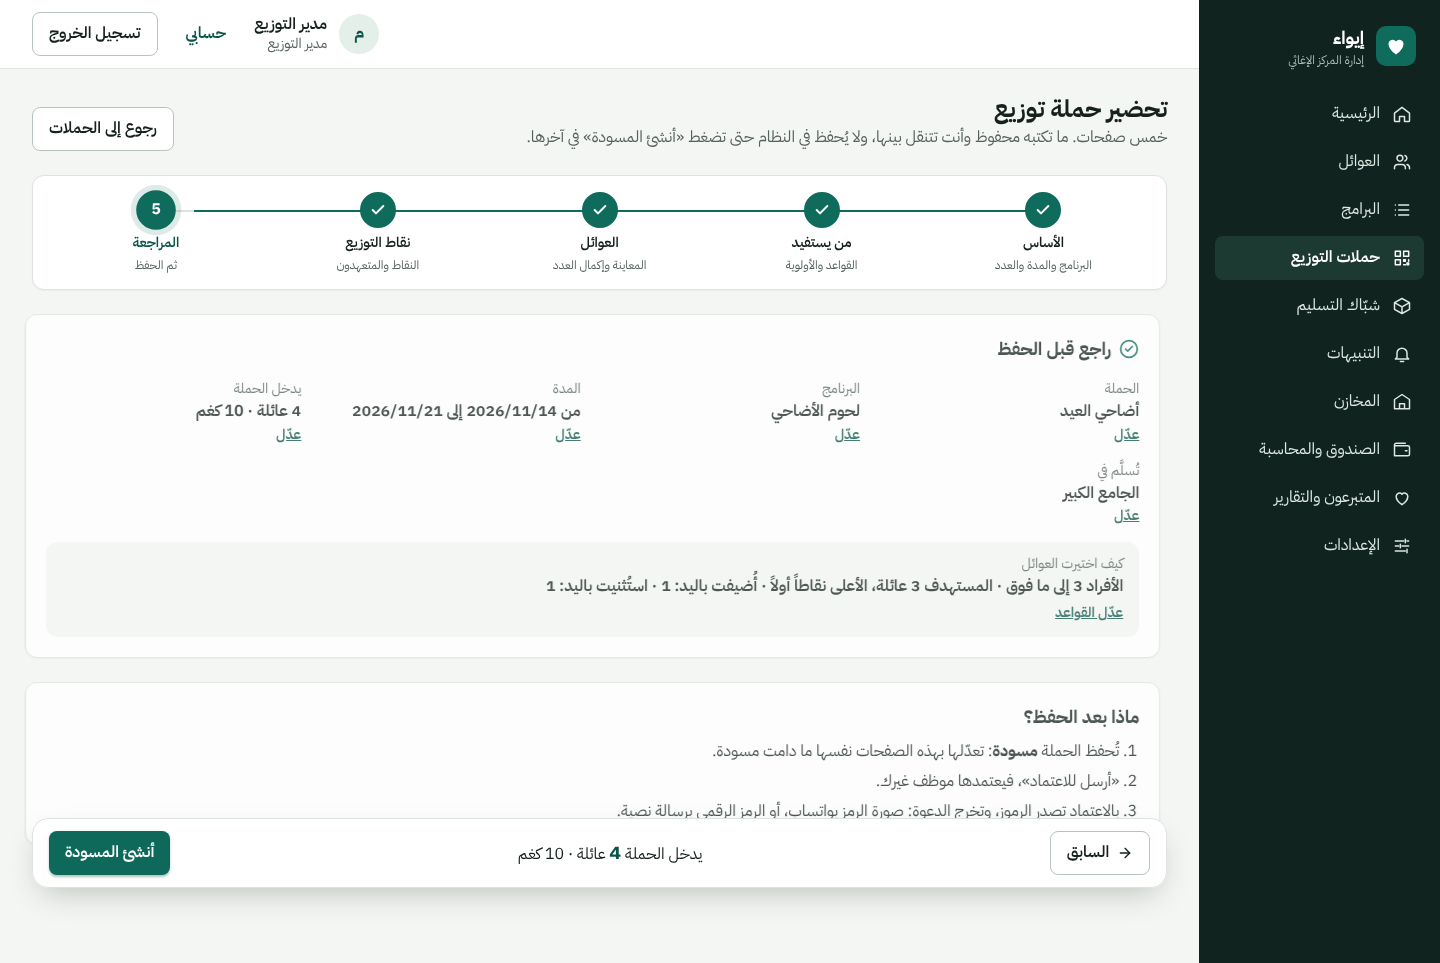 إيواء
إدارة المركز الإغاثي
الرئيسية
العوائل
البرامج
حملات التوزيع
شبّاك التسليم
التنبيهات
المخازن
الصندوق والمحاسبة
المتبرعون والتقارير
الإعدادات
م
مدير التوزيع
مدير التوزيع
حسابي
تسجيل الخروج
تحضير حملة توزيع
خمس صفحات. ما تكتبه محفوظ وأنت تتنقل بينها، ولا يُحفظ في النظام حتى تضغط «أنشئ المسودة» في آخرها.
رجوع إلى الحملات
الأساس
البرنامج والمدة والعدد
من يستفيد
القواعد والأولوية
العوائل
المعاينة وإكمال العدد
نقاط التوزيع
النقاط والمتعهدون
5
المراجعة
ثم الحفظ
راجع قبل الحفظ
الحملة
أضاحي العيد
عدّل
البرنامج
لحوم الأضاحي
عدّل
المدة
من 2026/11/14 إلى 2026/11/21
عدّل
يدخل الحملة
4 عائلة · 10 كغم
عدّل
تُسلَّم في
الجامع الكبير
عدّل
كيف اختيرت العوائل
الأفراد 3 إلى ما فوق · المستهدف 3 عائلة، الأعلى نقاطاً أولاً · أُضيفت باليد: 1 · استُثنيت باليد: 1
عدّل القواعد
ماذا بعد الحفظ؟
1. تُحفظ الحملة مسودة: تعدّلها بهذه الصفحات نفسها ما دامت مسودة.
2. «أرسل للاعتماد»، فيعتمدها موظف غيرك.
3. بالاعتماد تصدر الرموز، وتخرج الدعوة: صورة الرمز بواتساب، أو الرمز الرقمي برسالة نصية.
السابق
يدخل الحملة 4 عائلة · 10 كغم
أنشئ المسودة